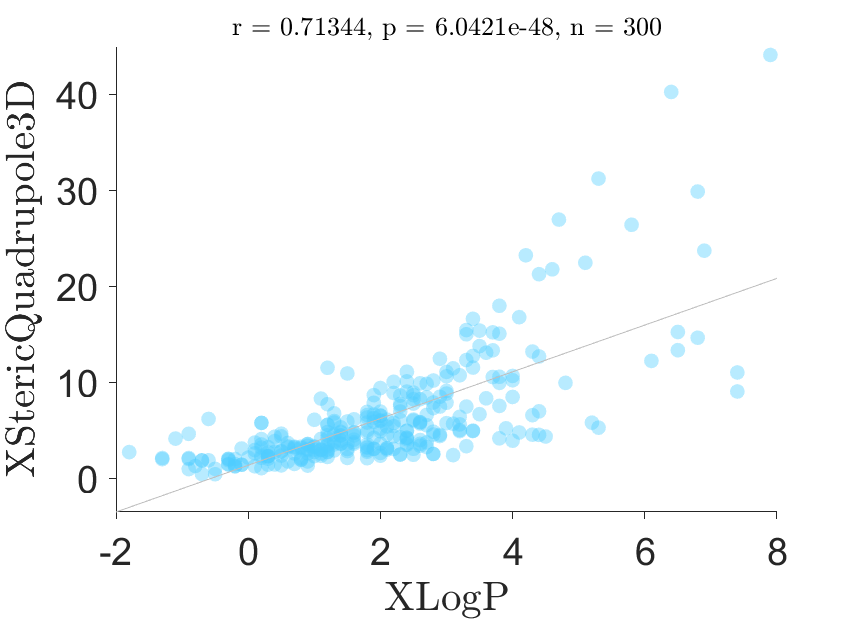 r = 0.71344, p = 6.0421e-48, n = 300
XStericQuadrupole3D
40
30
20
10
0
-2 0 2 4 6 8
XLogP